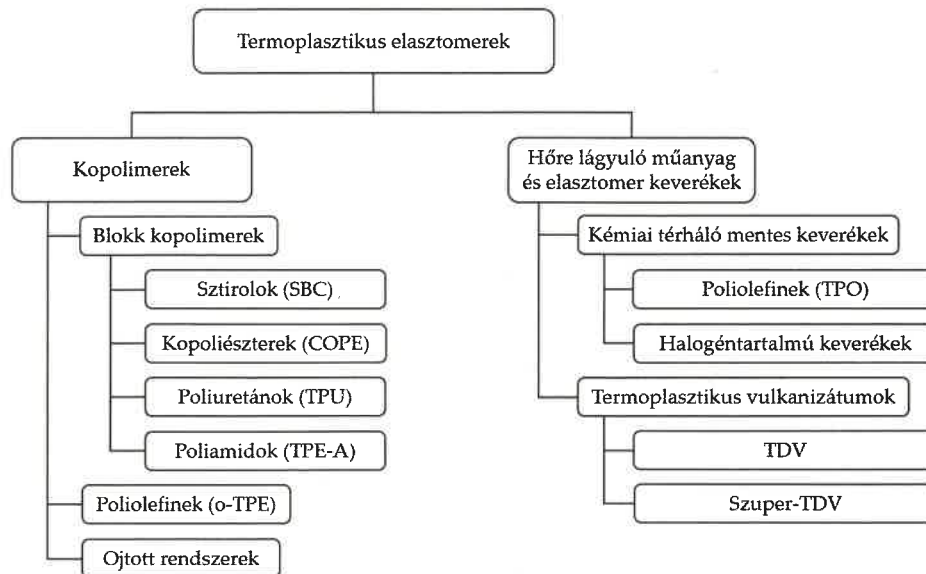 Termoplasztikus elasztomerek
Kopolimerek
Blokk kopolimerek
Sztirolok (SBC)
Kopoliészterek (COPE)
Poliuretánok (TPU)
Poliamidok (TPE-A)
Poliolefinek (o-TPE)
Ojtott rendszerek
Hőre lágyuló műanyag
és elasztomer keverékek
Kémiai térháló mentes keverékek
Poliolefinek (TPO)
Halogéntartalmú keverékek
Termoplasztikus vulkanizátumok
TDV
Szuper-TDV